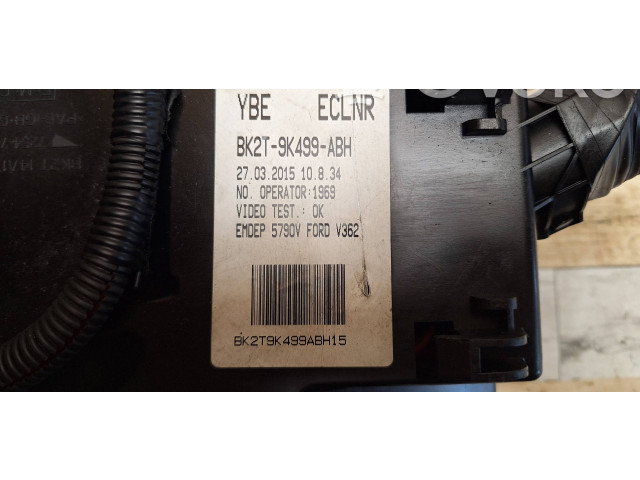 YBE ECLNR
BK2T-9K499-ABH
27.03.2015 10.8.34
NO. OPERATOR:1969
VIDEO TEST.: OK
EMDEP 5790V FORD V362
BK2T9K499ABH15